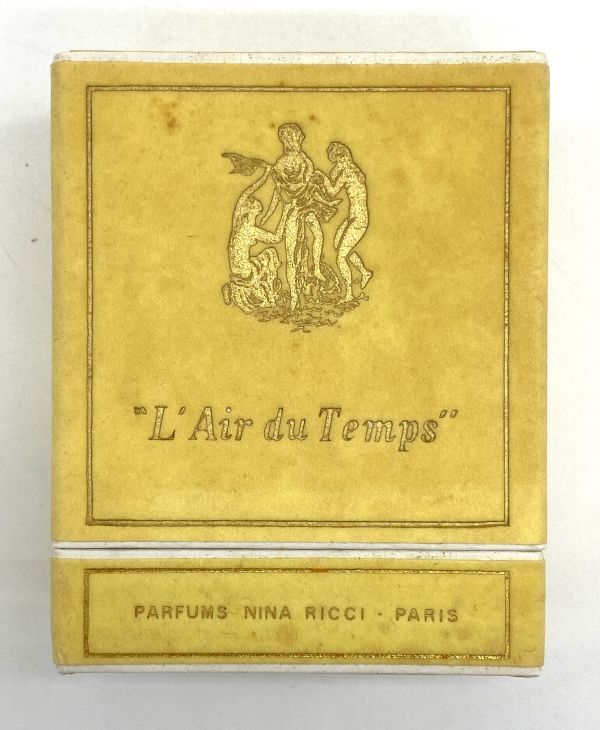 "L'Air du Temps"
PARFUMS NINA RICCI - PARIS